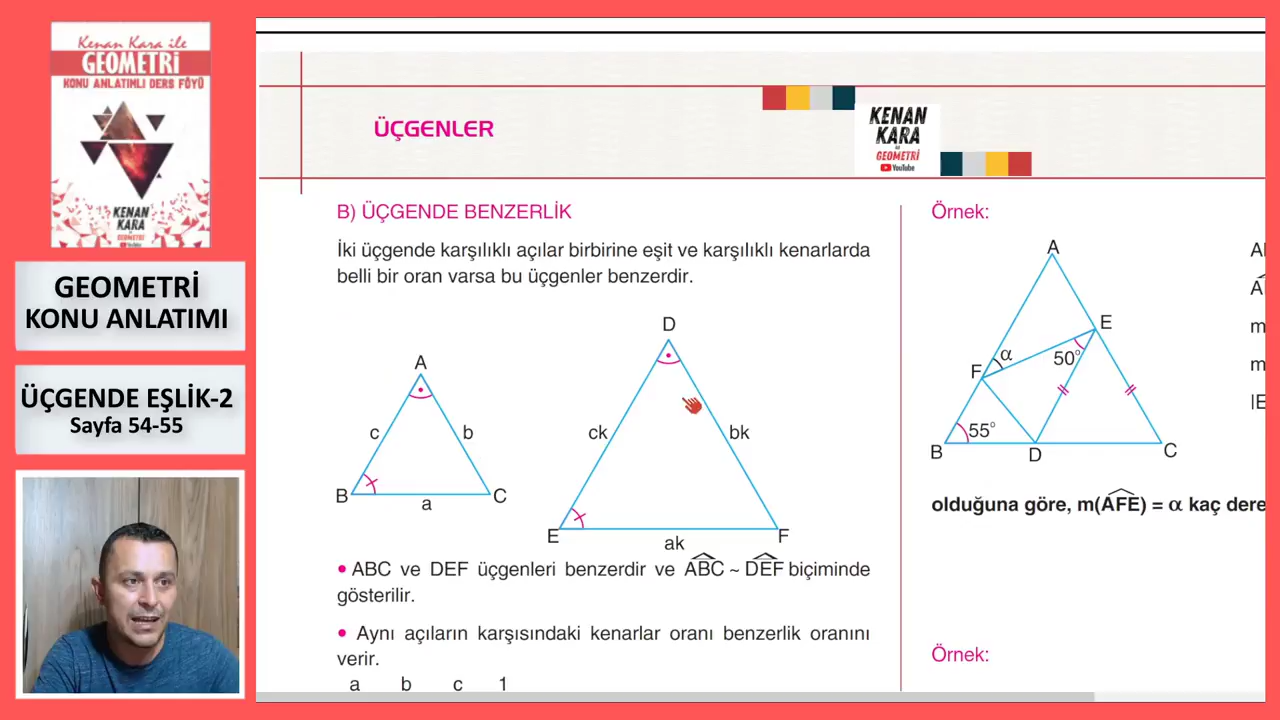 Kenan Kara ile
GEOMETRİ
KONU ANLATIMLI DERS FÖYÜ
KENAN
KARA
GEOMETRİ
KONU ANLATIMI
ÜÇGENDE EŞLİK-2
Sayfa 54-55
ÜÇGENLER
KENAN
KARA
ile
GEOMETRİ
YouTube
B) ÜÇGENDE BENZERLİK
İki üçgende karşılıklı açılar birbirine eşit ve karşılıklı kenarlarda
belli bir oran varsa bu üçgenler benzerdir.
A
c
b
B
C
a
D
ck
bk
E
F
ak
• ABC ve DEF üçgenleri benzerdir ve ABC ~ DEF biçiminde
gösterilir.
• Aynı açıların karşısındaki kenarlar oranı benzerlik oranını
verir.
a b c 1
Örnek:
A
E
α
50°
F
55°
B
D
C
m
m
|E
olduğuna göre, m(AFE) = α kaç dere
Örnek: